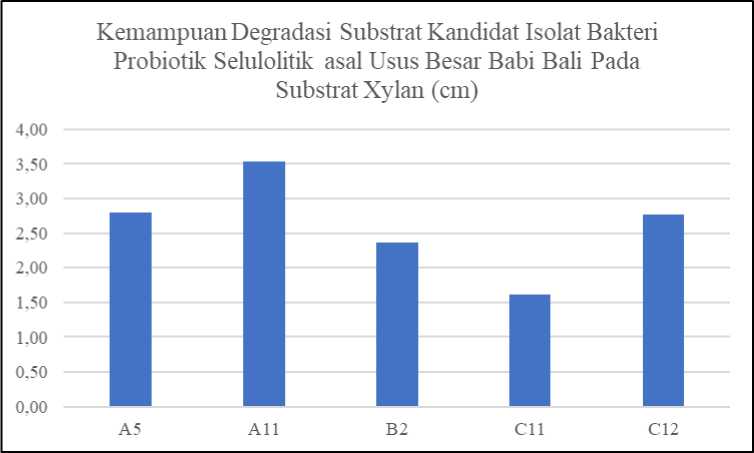 Kemampuan Degradasi Substrat Kandidat Isolat Bakteri
Probiotik Selulolitik asal Usus Besar Babi Bali Pada
Substrat Xylan (cm)
4,00
3,50
3,00
2,50
2,00
1,50
1,00
0,50
0,00
A5 A11 B2 C11 C12